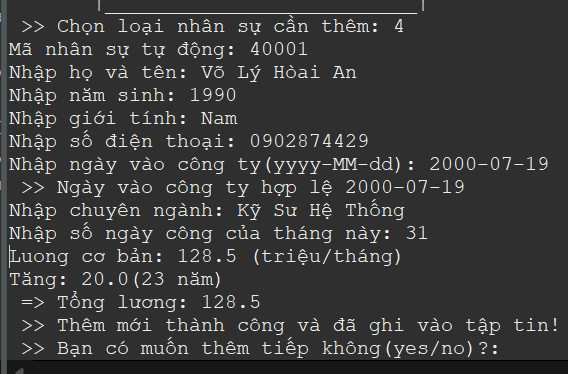 >> Chọn loại nhân sự cần thêm: 4
Mã nhân sự tự động: 40001
Nhập họ và tên: Võ Lý Hòai An
Nhập năm sinh: 1990
Nhập giới tính: Nam
Nhập số điện thoại: 0902874429
Nhập ngày vào công ty(yyyy-MM-dd): 2000-07-19
>> Ngày vào công ty hợp lệ 2000-07-19
Nhập chuyên ngành: Kỹ Sư Hệ Thống
Nhập số ngày công của tháng này: 31
Luong cơ bản: 128.5 (triệu/tháng)
Tăng: 20.0(23 năm)
=> Tổng lương: 128.5
>> Thêm mới thành công và đã ghi vào tập tin!
>> Bạn có muốn thêm tiếp không(yes/no)?: